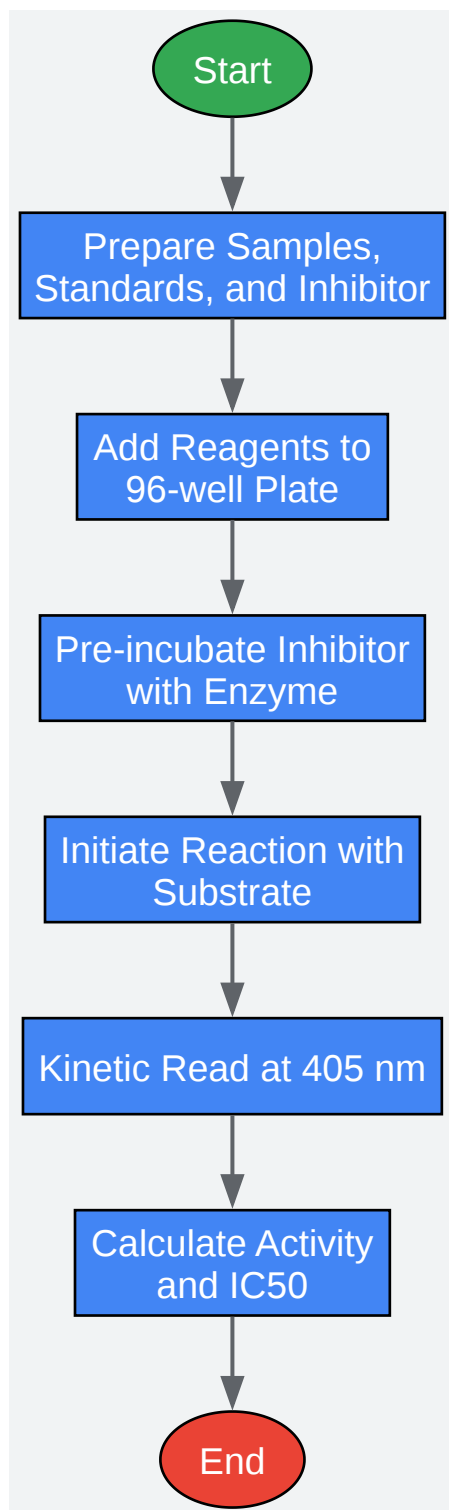 Start
Prepare Samples,
Standards, and Inhibitor
Add Reagents to
96-well Plate
Pre-incubate Inhibitor
with Enzyme
Initiate Reaction with
Substrate
Kinetic Read at 405 nm
Calculate Activity
and IC50
End